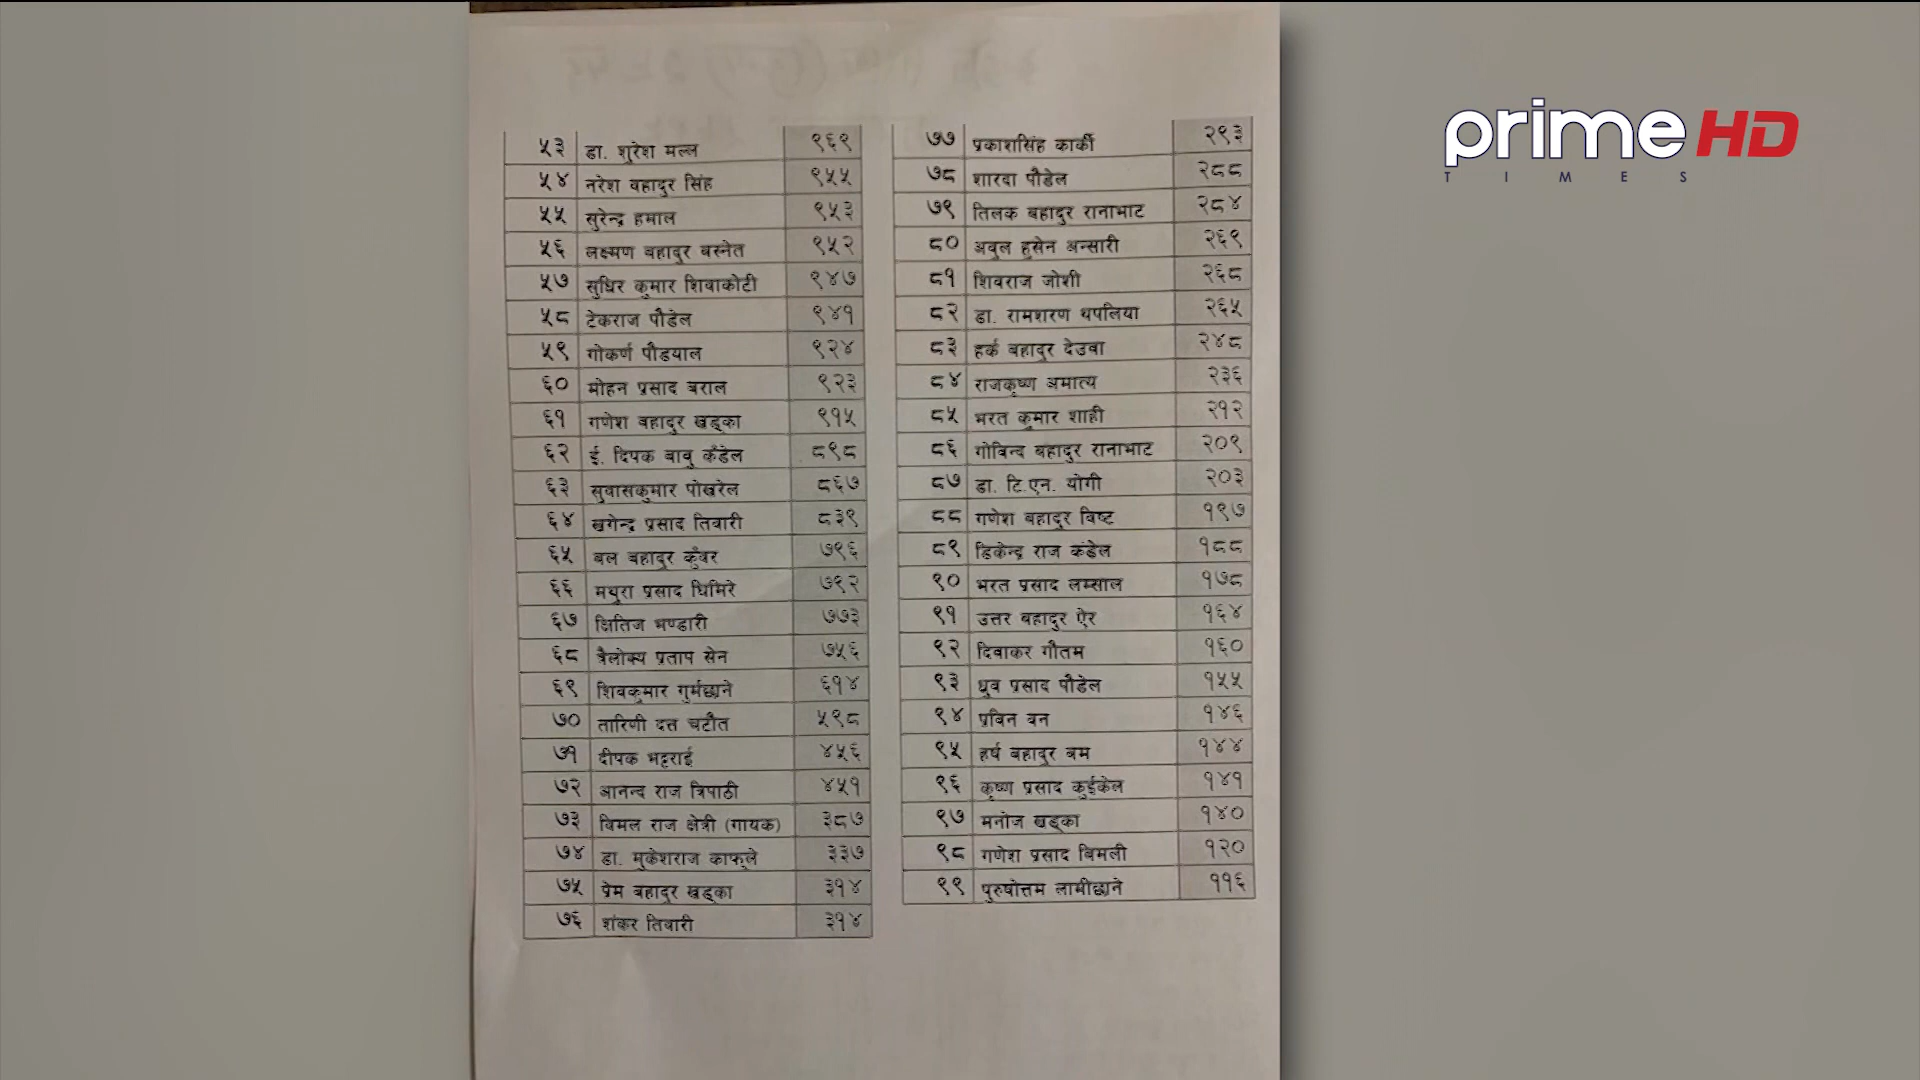 ५३ डा. शुरेश मल्ल ९६९
५४ नरेश बहादुर सिंह ९५५
५५ सुरेन्द्र हमाल ९५३
५६ लक्ष्मण बहादुर बस्नेत ९५२
५७ सुधिर कुमार शिवाकोटी ९४७
५८ टेकराज पौडेल ९४१
५९ गोकर्ण पौडयाल ९२४
६० मोहन प्रसाद बराल ९२३
६१ गणेश बहादुर खड्का ९१५
६२ ई. दिपक बाबु कँडेल ८९८
६३ सुवासकुमार पोखरेल ८६७
६४ खगेन्द्र प्रसाद तिवारी ८३९
६५ बल बहादुर कुँवर ७९६
६६ मथुरा प्रसाद घिमिरे ७९२
६७ क्षितिज भण्डारी ७७३
६८ त्रैलोक्य प्रताप सेन ७५६
६९ शिवकुमार गुर्मछाने ६१४
७० तारिणी दत्त चटौत ५९८
७१ दीपक भट्टराई ४५६
७२ आनन्द राज त्रिपाठी ४५१
७३ बिमल राज क्षेत्री (गायक) ३८७
७४ डा. मुकेशराज काफ्ले ३३७
७५ प्रेम बहादुर खड्का ३१४
७६ शंकर तिवारी ३१४
७७ प्रकाशसिंह कार्की २९३
७८ शारदा पौडेल २८८
७९ तिलक बहादुर रानाभाट २८४
८० अबुल हुसेन अन्सारी २६९
८१ शिवराज जोशी २६८
८२ डा. रामशरण थपलिया २६५
८३ हर्क बहादुर देउवा २४८
८४ राजकृष्ण अमात्य २३६
८५ भरत कुमार शाही २१२
८६ गोविन्द बहादुर रानाभाट २०९
८७ डा. टि.एन. योगी २०३
८८ गणेश बहादुर विष्ट १९७
८९ डिकेन्द्र राज कंडेल १८८
९० भरत प्रसाद लम्साल १७८
९१ उत्तर बहादुर ऐर १६४
९२ दिवाकर गौतम १६०
९३ ध्रुव प्रसाद पौडेल १५५
९४ प्रविन वन १४६
९५ हर्ष बहादुर बम १४४
९६ कृष्ण प्रसाद कुईकेल १४१
९७ मनोज खड्का १४०
९८ गणेश प्रसाद बिमली १२०
९९ पुरुषोत्तम लामीछाने ११६
prime HD
TIMES